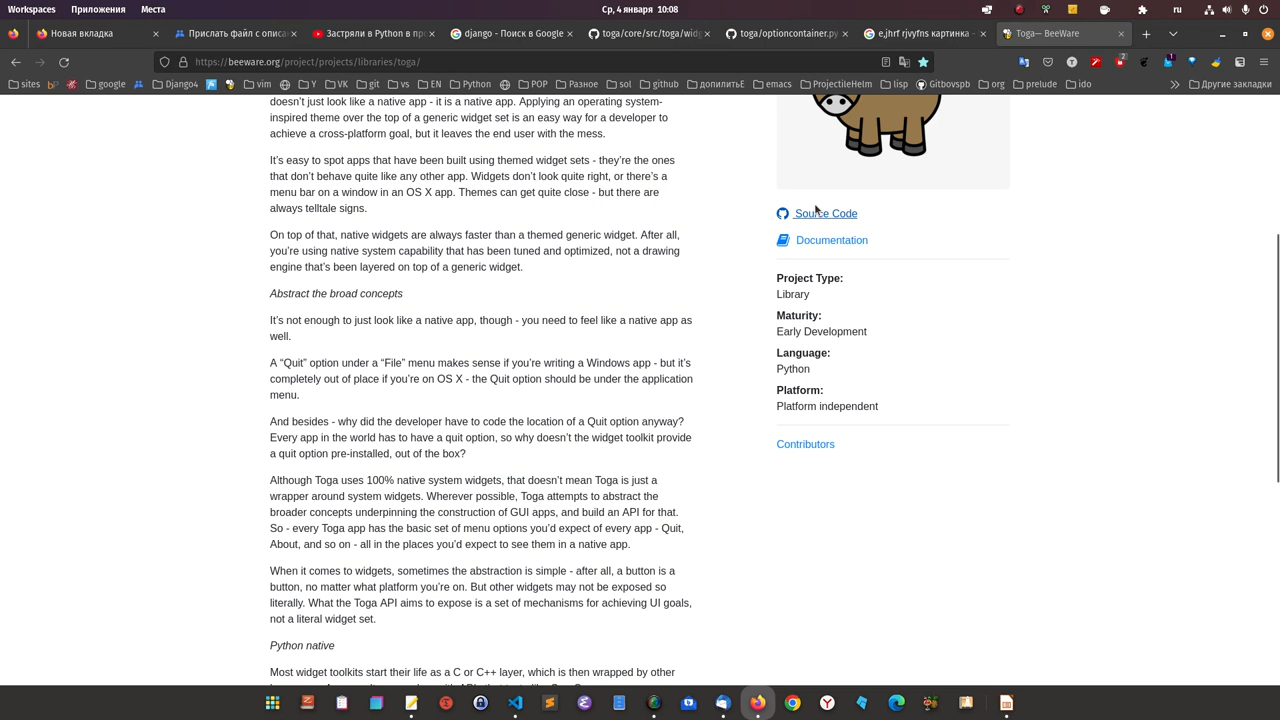 Workspaces Приложения Места Ср, 4 января 10:08 ru
Новая вкладка
Прислать файл с описа
Застряли в Python в пр
django - Поиск в Google
toga/core/src/toga/widg
toga/optioncontainer.py
e,jhrf rjvyfns картинка -
Toga— BeeWare
https://beeware.org/project/projects/libraries/toga/
sites bj google Django4 vim VK git vs EN Python POP Разное sol github допилитьЕ emacs ProjectileHelm lisp Gitbovspb org prelude ido Другие закладки
doesn’t just look like a native app - it is a native app. Applying an operating system-
inspired theme over the top of a generic widget set is an easy way for a developer to
achieve a cross-platform goal, but it leaves the end user with the mess.
It’s easy to spot apps that have been built using themed widget sets - they’re the ones
that don’t behave quite like any other app. Widgets don’t look quite right, or there’s a
menu bar on a window in an OS X app. Themes can get quite close - but there are
always telltale signs.
On top of that, native widgets are always faster than a themed generic widget. After all,
you’re using native system capability that has been tuned and optimized, not a drawing
engine that’s been layered on top of a generic widget.
Abstract the broad concepts
It’s not enough to just look like a native app, though - you need to feel like a native app as
well.
A “Quit” option under a “File” menu makes sense if you’re writing a Windows app - but it’s
completely out of place if you’re on OS X - the Quit option should be under the application
menu.
And besides - why did the developer have to code the location of a Quit option anyway?
Every app in the world has to have a quit option, so why doesn’t the widget toolkit provide
a quit option pre-installed, out of the box?
Although Toga uses 100% native system widgets, that doesn’t mean Toga is just a
wrapper around system widgets. Wherever possible, Toga attempts to abstract the
broader concepts underpinning the construction of GUI apps, and build an API for that.
So - every Toga app has the basic set of menu options you’d expect of every app - Quit,
About, and so on - all in the places you’d expect to see them in a native app.
When it comes to widgets, sometimes the abstraction is simple - after all, a button is a
button, no matter what platform you’re on. But other widgets may not be exposed so
literally. What the Toga API aims to expose is a set of mechanisms for achieving UI goals,
not a literal widget set.
Python native
Most widget toolkits start their life as a C or C++ layer, which is then wrapped by other
Source Code
Documentation
Project Type:
Library
Maturity:
Early Development
Language:
Python
Platform:
Platform independent
Contributors